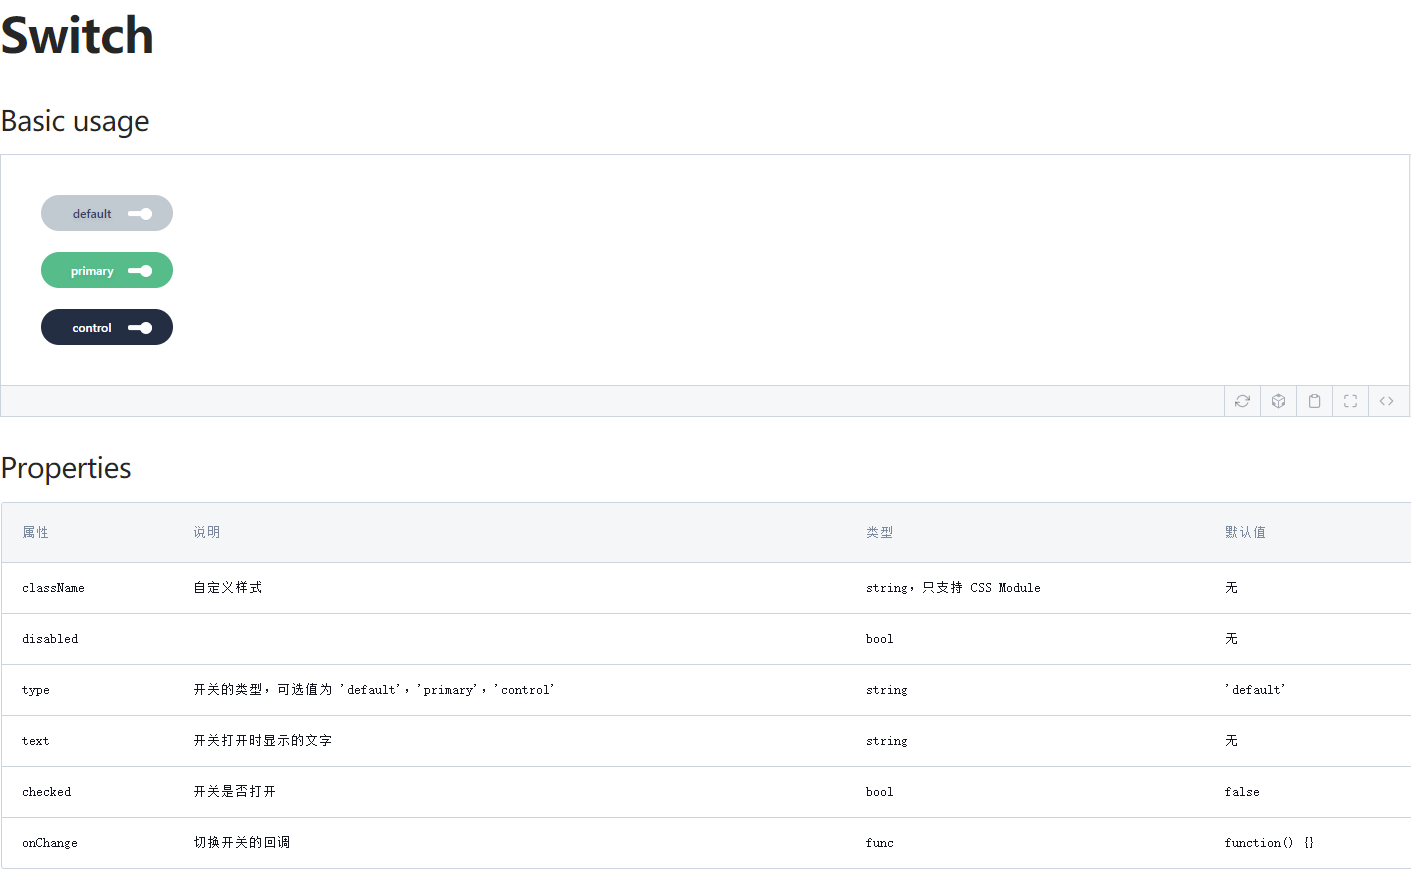 Switch
Basic usage
default
primary
control
Properties
属性 说明 类型 默认值
className 自定义样式 string，只支持 CSS Module 无
disabled bool 无
type 开关的类型，可选值为 'default'，'primary'，'control' string 'default'
text 开关打开时显示的文字 string 无
checked 开关是否打开 bool false
onChange 切换开关的回调 func function() {}